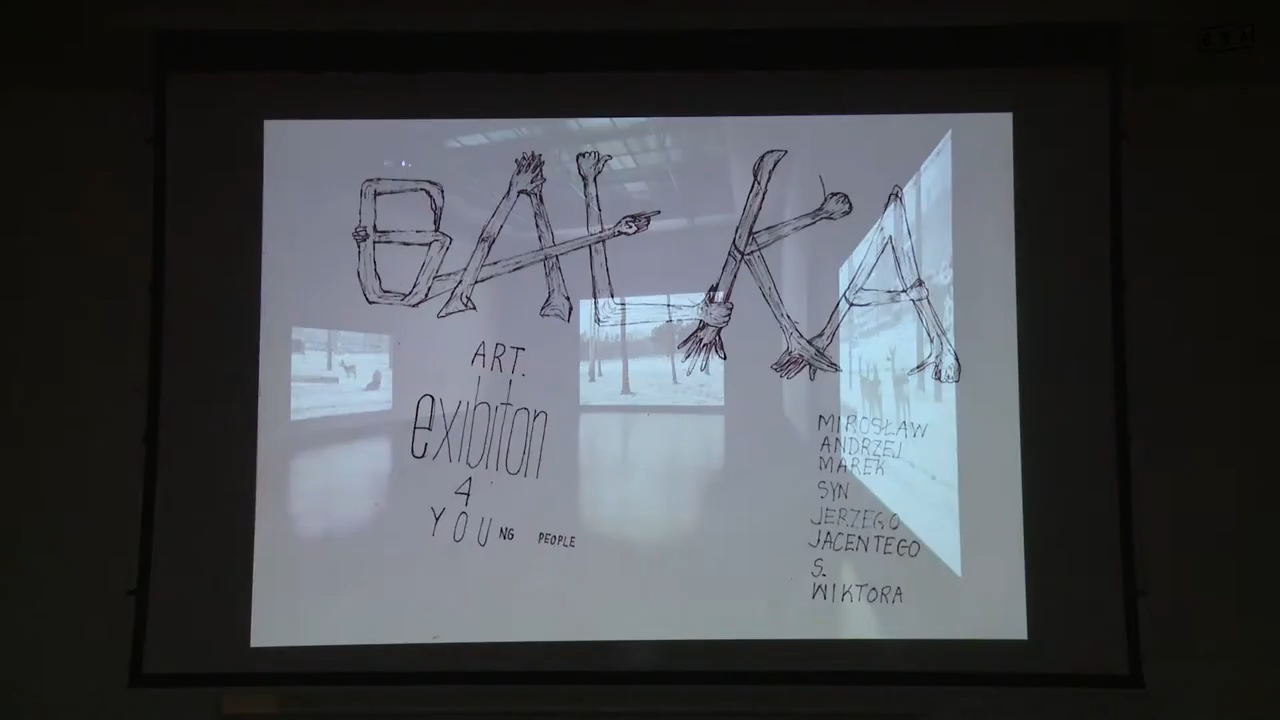 BAŁKA
ART.
exibiton
4
YOUNG PEOPLE
MIROSŁAW
ANDRZEJ
MAREK
SYN
JERZEGO
JACENTEGO
S.
WIKTORA